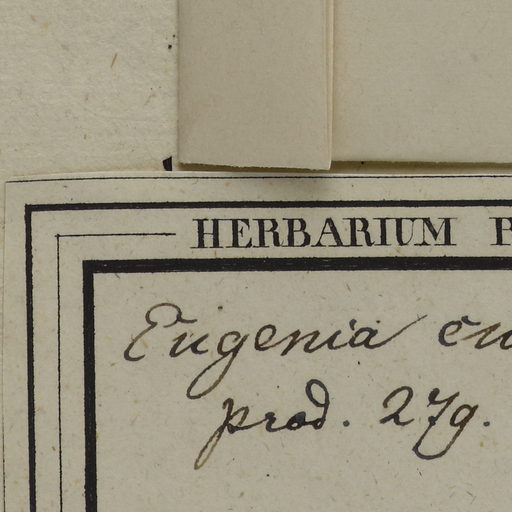 HERBARIUM
Eugenia
prod. 279.